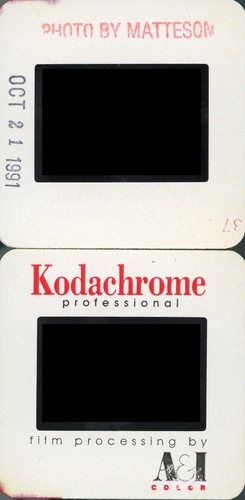 PHOTO BY MATTESON
OCT 21 1991
37
Kodachrome
professional
film processing by
A&I
COLOR